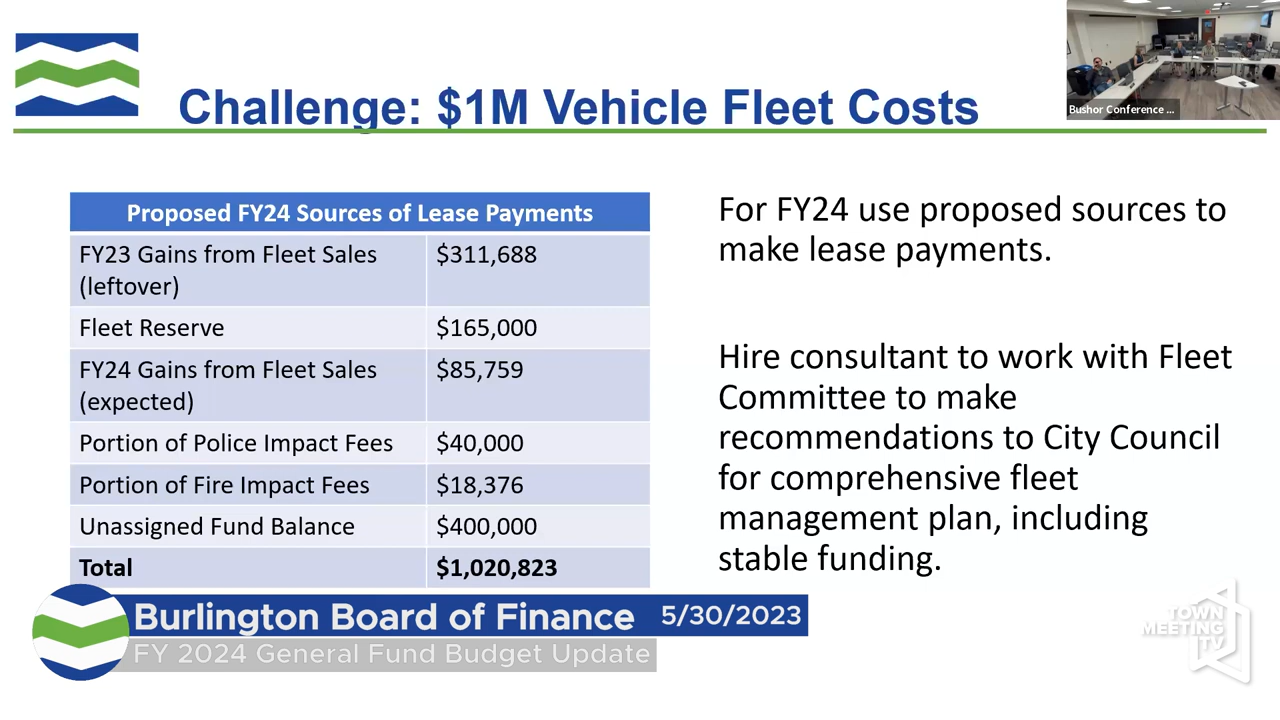 Challenge: $1M Vehicle Fleet Costs
Bushor Conference ...
Proposed FY24 Sources of Lease Payments
FY23 Gains from Fleet Sales (leftover) $311,688
Fleet Reserve $165,000
FY24 Gains from Fleet Sales (expected) $85,759
Portion of Police Impact Fees $40,000
Portion of Fire Impact Fees $18,376
Unassigned Fund Balance $400,000
Total $1,020,823
For FY24 use proposed sources to
make lease payments.
Hire consultant to work with Fleet
Committee to make
recommendations to City Council
for comprehensive fleet
management plan, including
stable funding.
Burlington Board of Finance 5/30/2023
FY 2024 General Fund Budget Update
TOWN
MEETING
TV